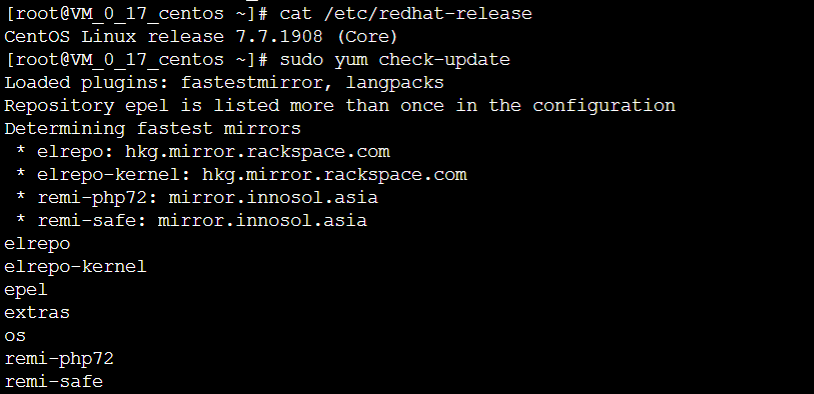 [root@VM_0_17_centos ~]# cat /etc/redhat-release
CentOS Linux release 7.7.1908 (Core)
[root@VM_0_17_centos ~]# sudo yum check-update
Loaded plugins: fastestmirror, langpacks
Repository epel is listed more than once in the configuration
Determining fastest mirrors
 * elrepo: hkg.mirror.rackspace.com
 * elrepo-kernel: hkg.mirror.rackspace.com
 * remi-php72: mirror.innosol.asia
 * remi-safe: mirror.innosol.asia
elrepo
elrepo-kernel
epel
extras
os
remi-php72
remi-safe